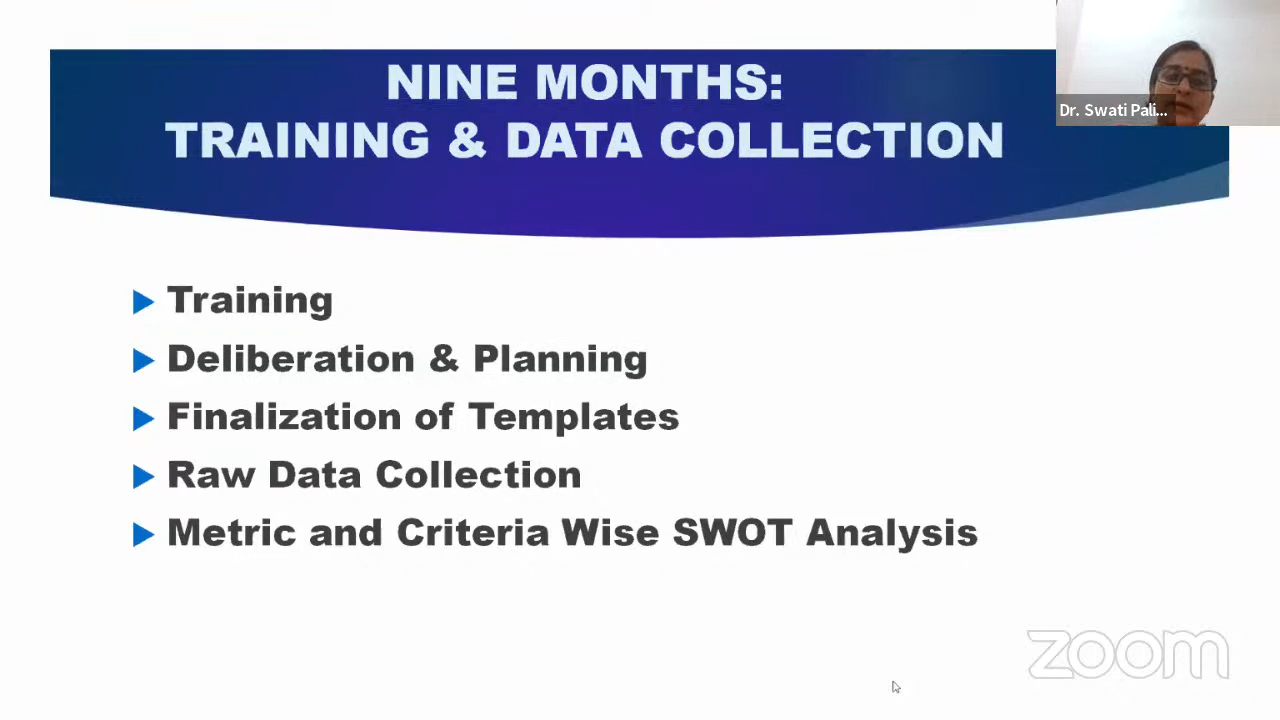 NINE MONTHS:
TRAINING & DATA COLLECTION
Dr. Swati Pali...
Training
Deliberation & Planning
Finalization of Templates
Raw Data Collection
Metric and Criteria Wise SWOT Analysis
zoom